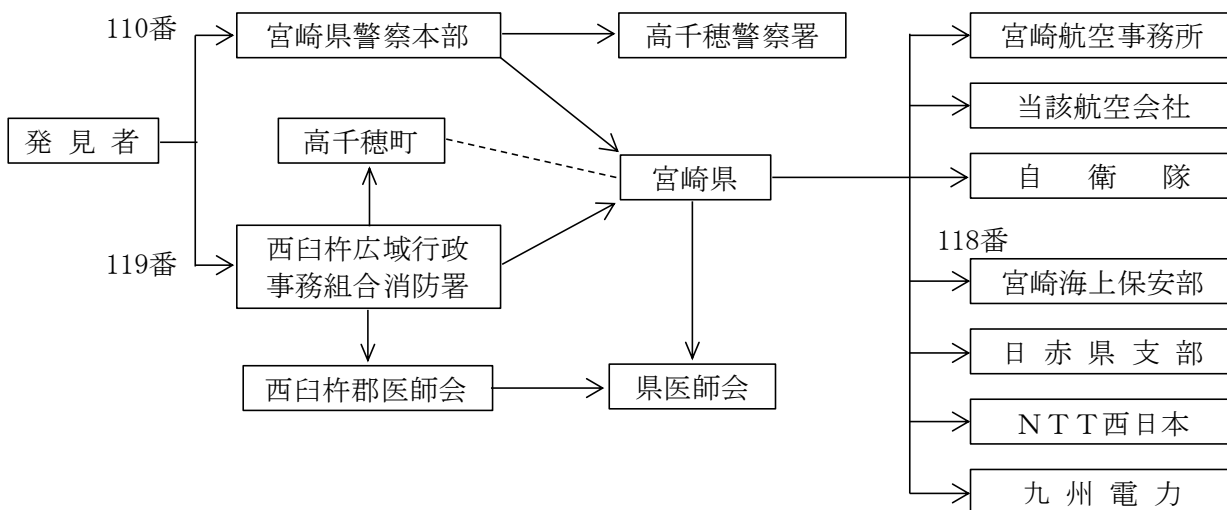 110番
宮崎県警察本部
高千穂警察署
宮崎航空事務所
当該航空会社
発見者
高千穂町
宮崎県
自衛隊
119番
西臼杵広域行政
事務組合消防署
118番
宮崎海上保安部
日赤県支部
西臼杵郡医師会
県医師会
ＮＴＴ西日本
九州電力